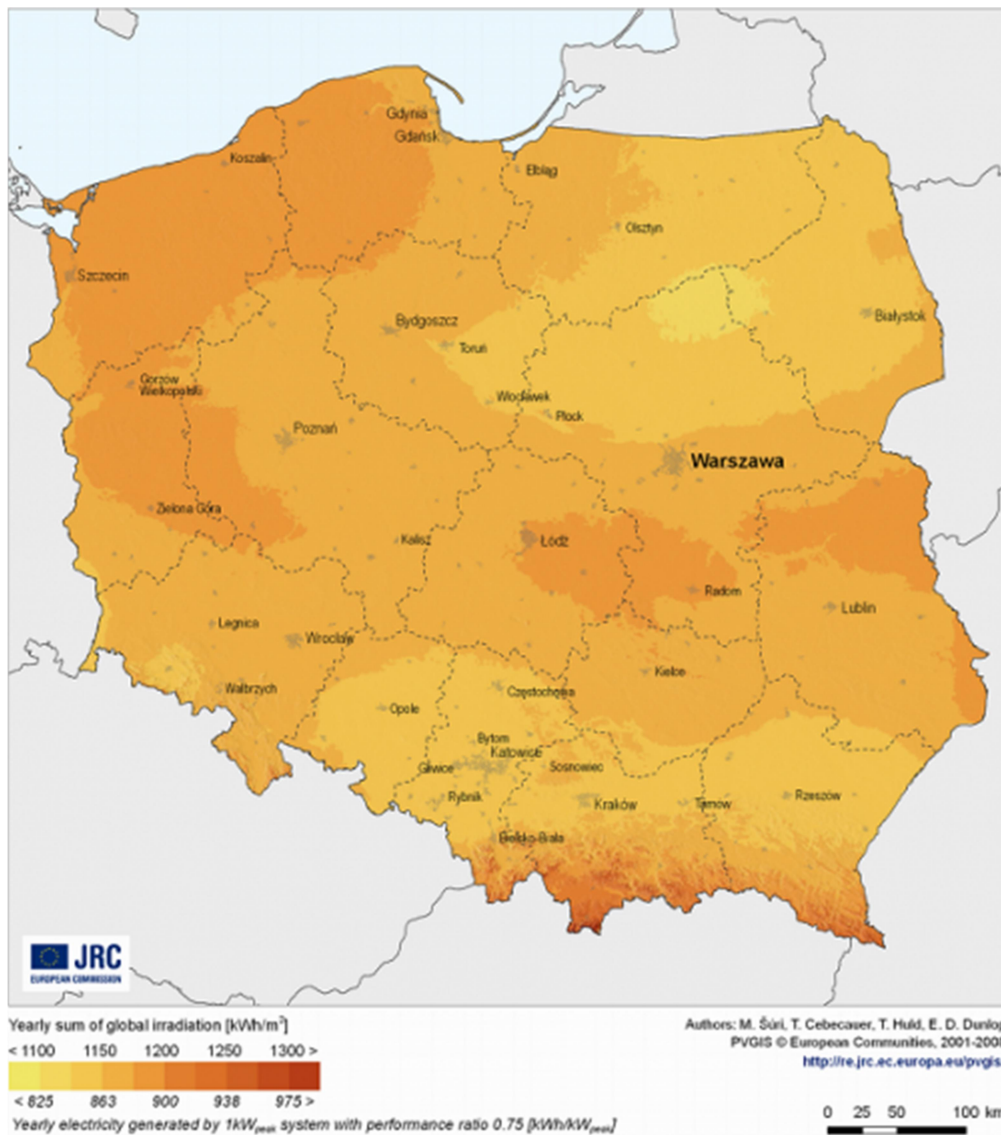 Gdynia
Gdańsk
Koszalin
Elbląg
Olsztyn
Szczecin
Bydgoszcz
Białystok
Toruń
Gorzów
Wielkopolski
Włocławek
Płock
Poznań
Warszawa
Zielona Góra
Kalisz
Łódź
Radom
Lublin
Legnica
Wrocław
Kielce
Wałbrzych
Częstochowa
Opole
Bytom
Katowice
Gliwice
Sosnowiec
Rybnik
Kraków
Tarnów
Rzeszów
Bielsko-Biała
JRC
EUROPEAN COMMISSION
Yearly sum of global irradiation [kWh/m²]
< 1100 1150 1200 1250 1300 >
< 825 863 900 938 975 >
Yearly electricity generated by 1kWpeak system with performance ratio 0.75 [kWh/kWpeak]
Authors: M. Šúri, T. Cebecauer, T. Huld, E. D. Dunlop
PVGIS © European Communities, 2001-2008
http://re.jrc.ec.europa.eu/pvgis/
0 25 50 100 km